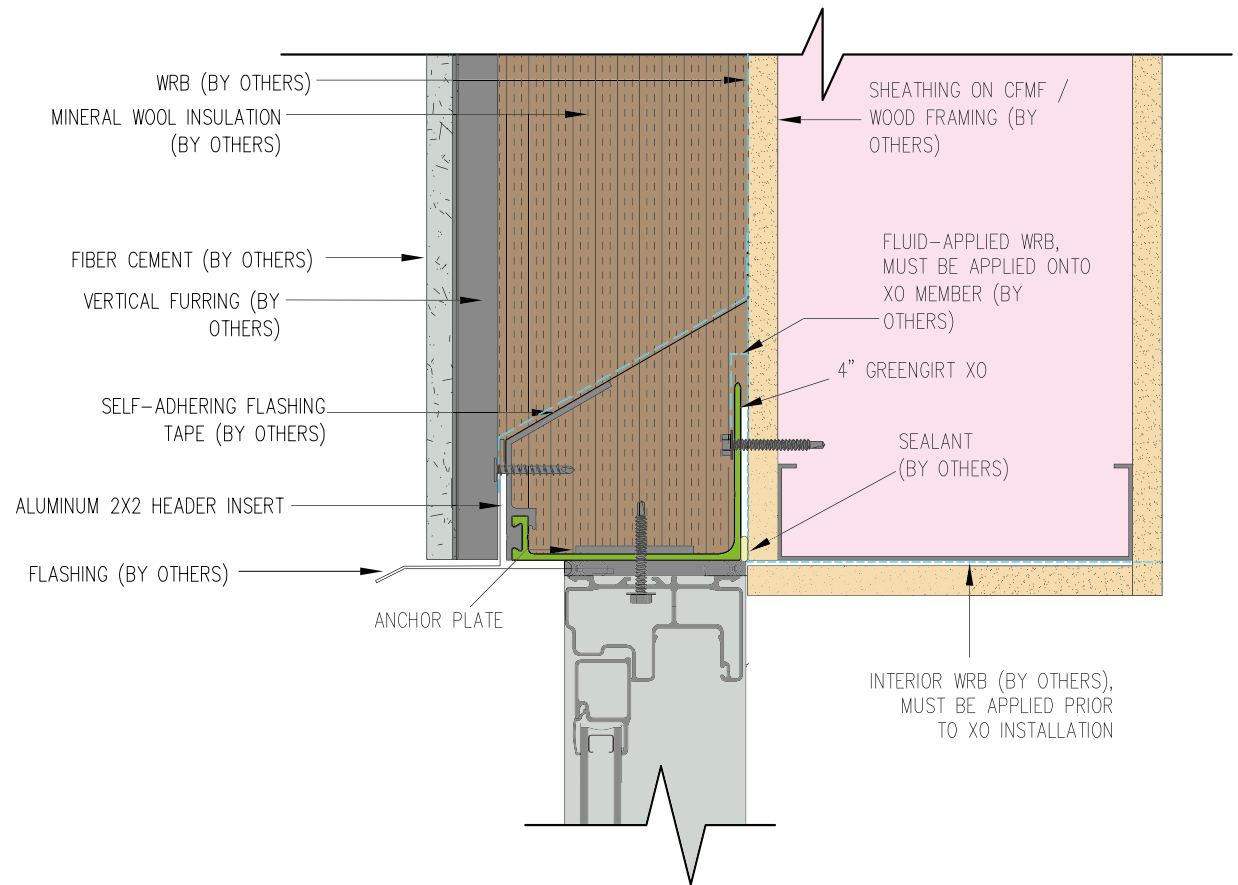 WRB (BY OTHERS)
MINERAL WOOL INSULATION
(BY OTHERS)
FIBER CEMENT (BY OTHERS)
VERTICAL FURRING (BY
OTHERS)
SELF-ADHERING FLASHING
TAPE (BY OTHERS)
ALUMINUM 2X2 HEADER INSERT
FLASHING (BY OTHERS)
ANCHOR PLATE
SHEATHING ON CFMF /
WOOD FRAMING (BY
OTHERS)
FLUID-APPLIED WRB,
MUST BE APPLIED ONTO
XO MEMBER (BY
OTHERS)
4" GREENGIRT XO
SEALANT
(BY OTHERS)
INTERIOR WRB (BY OTHERS),
MUST BE APPLIED PRIOR
TO XO INSTALLATION